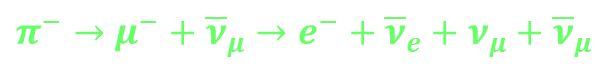 π⁻ → μ⁻ + ν̅_μ → e⁻ + ν̅_e + ν_μ + ν̅_μ